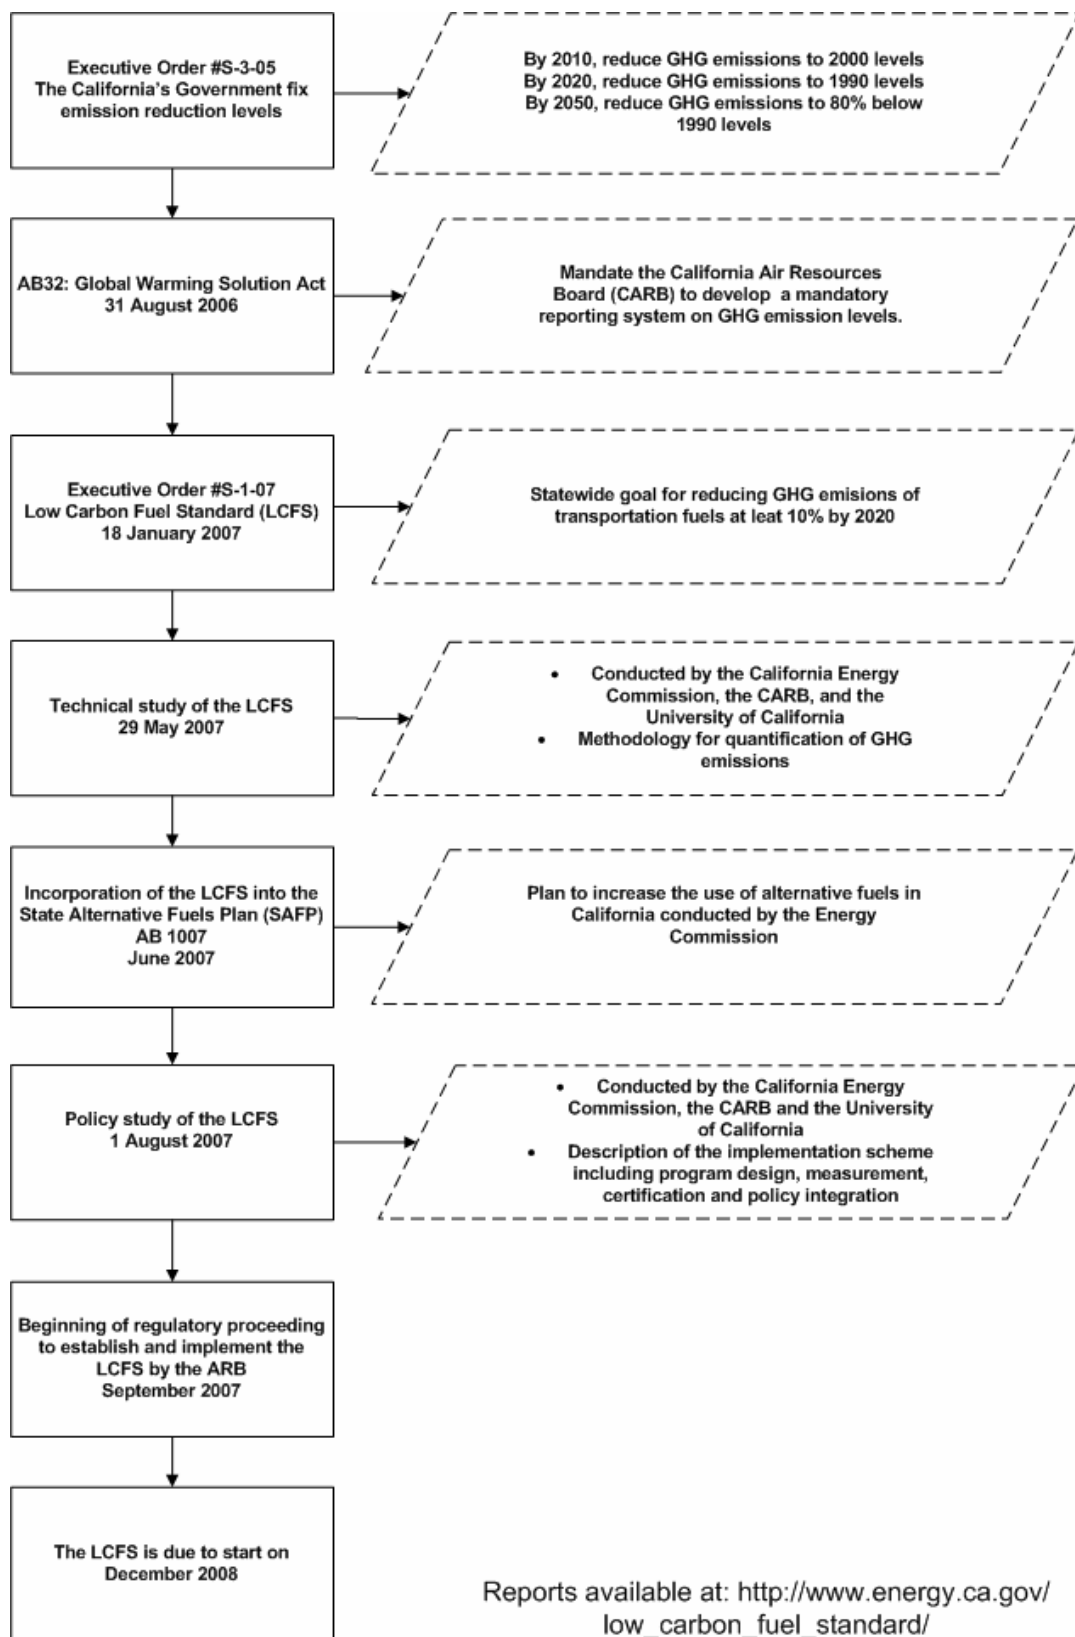 Executive Order #S-3-05
The California's Government fix
emission reduction levels
By 2010, reduce GHG emissions to 2000 levels
By 2020, reduce GHG emissions to 1990 levels
By 2050, reduce GHG emissions to 80% below
1990 levels
AB32: Global Warming Solution Act
31 August 2006
Mandate the California Air Resources
Board (CARB) to develop a mandatory
reporting system on GHG emission levels.
Executive Order #S-1-07
Low Carbon Fuel Standard (LCFS)
18 January 2007
Statewide goal for reducing GHG emisions of
transportation fuels at leat 10% by 2020
Technical study of the LCFS
29 May 2007
• Conducted by the California Energy
Commission, the CARB, and the
University of California
• Methodology for quantification of GHG
emissions
Incorporation of the LCFS into the
State Alternative Fuels Plan (SAFP)
AB 1007
June 2007
Plan to increase the use of alternative fuels in
California conducted by the Energy
Commission
Policy study of the LCFS
1 August 2007
• Conducted by the California Energy
Commission, the CARB and the University
of California
• Description of the implementation scheme
including program design, measurement,
certification and policy integration
Beginning of regulatory proceeding
to establish and implement the
LCFS by the ARB
September 2007
The LCFS is due to start on
December 2008
Reports available at: http://www.energy.ca.gov/
low_carbon_fuel_standard/